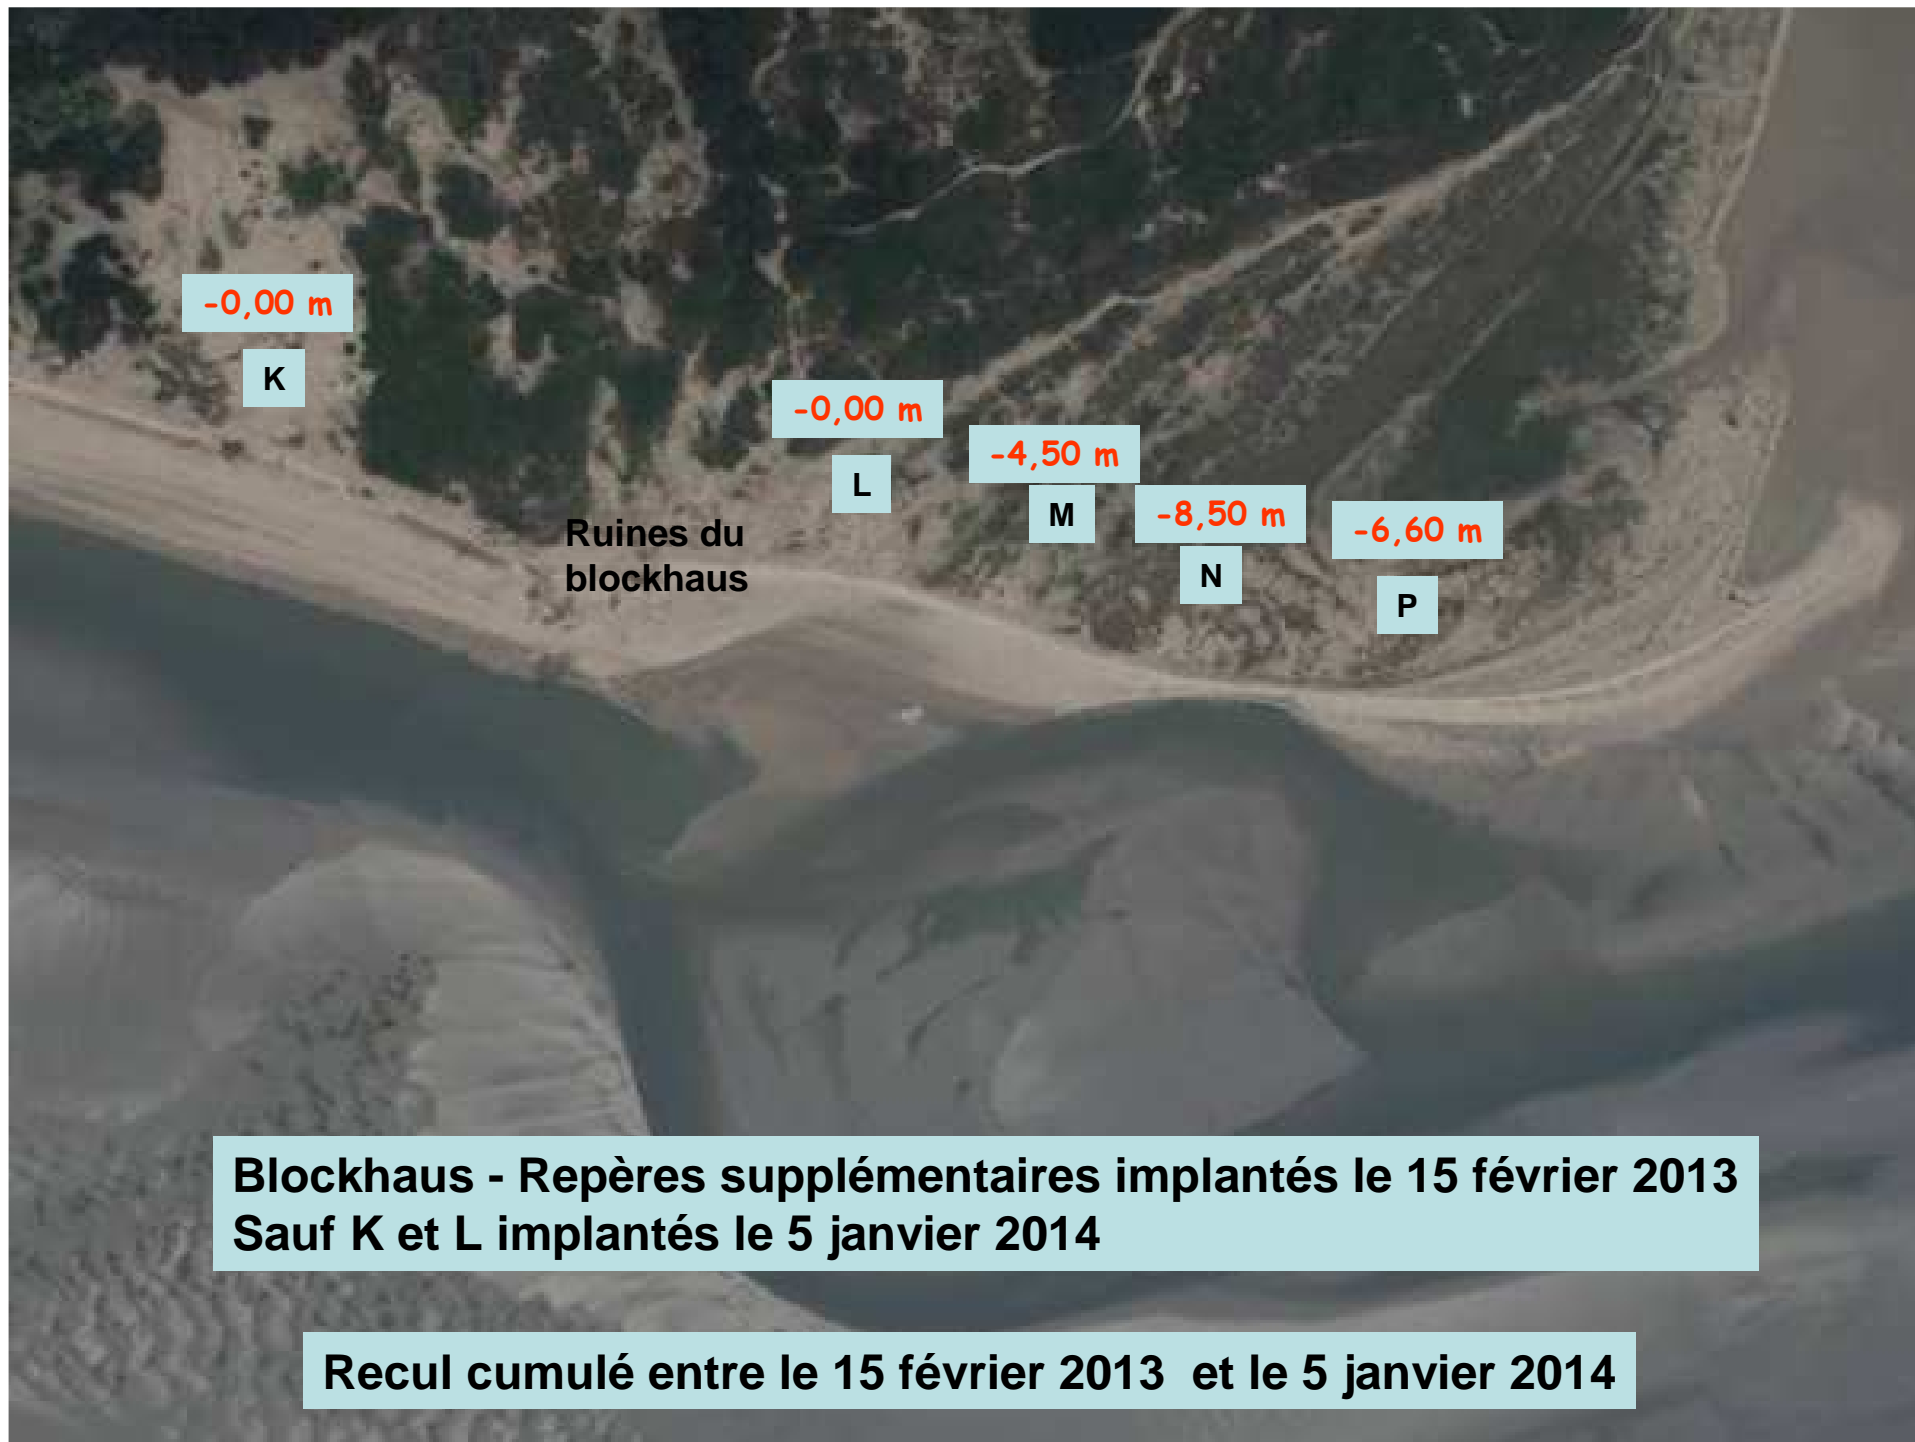 -0,00 m
K
-0,00 m
L
-4,50 m
M
-8,50 m
N
-6,60 m
P
Ruines du
blockhaus
Blockhaus - Repères supplémentaires implantés le 15 février 2013
Sauf K et L implantés le 5 janvier 2014
Recul cumulé entre le 15 février 2013 et le 5 janvier 2014